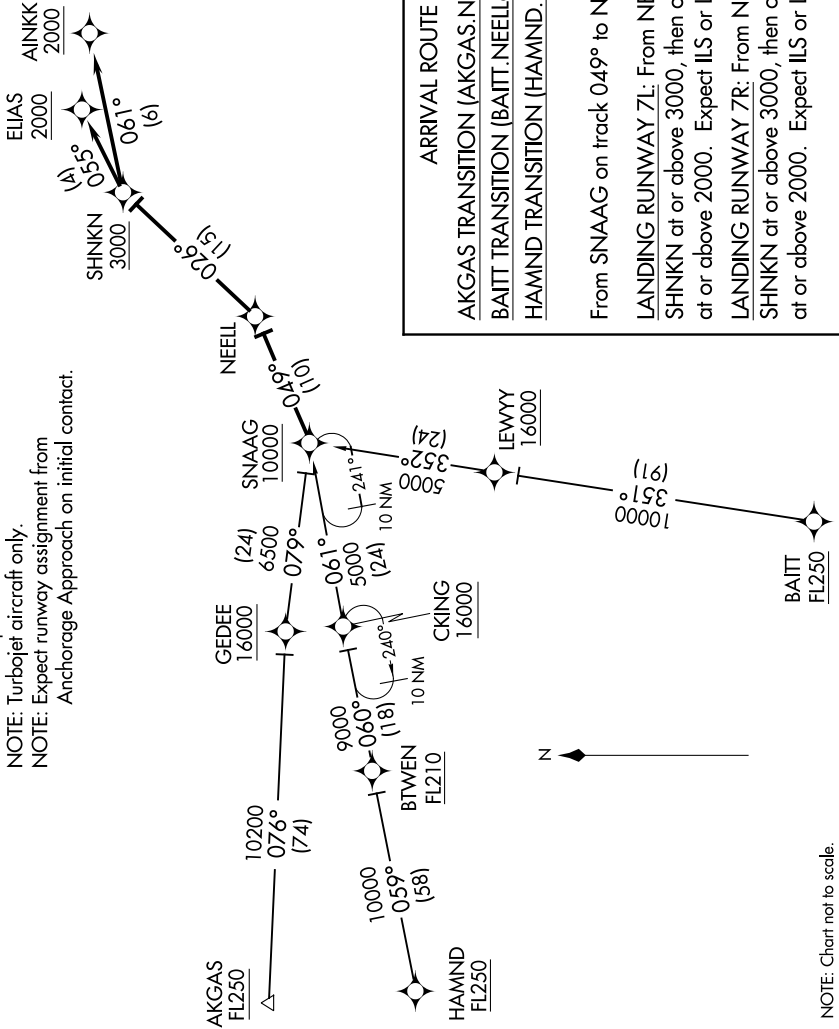 NOTE: Turbojet aircraft only.
NOTE: Expect runway assignment from
Anchorage Approach on initial contact.
AINKK
2000
ELIAS
2000
061°
(6)
(4)
055°
SHNKN
3000
026°
(15)
NEELL
049°
(10)
SNAAG
10000
241°
10 NM
(24)
6500
079°
061°
5000
(24)
5000
352°
(24)
LEWYY
16000
10000
351°
(91)
BAITT
FL250
GEDEE
16000
CKING
16000
240°
10 NM
9000
060°
(18)
BTWEN
FL210
10200
076°
(74)
AKGAS
FL250
10000
059°
(58)
HAMND
FL250
N
NOTE: Chart not to scale.
ARRIVAL ROUTE
AKGAS TRANSITION (AKGAS.N
BAITT TRANSITION (BAITT.NEELL
HAMND TRANSITION (HAMND.
From SNAAG on track 049° to N
LANDING RUNWAY 7L: From NE
SHNKN at or above 3000, then
at or above 2000. Expect ILS or
LANDING RUNWAY 7R: From N
SHNKN at or above 3000, then
at or above 2000. Expect ILS or